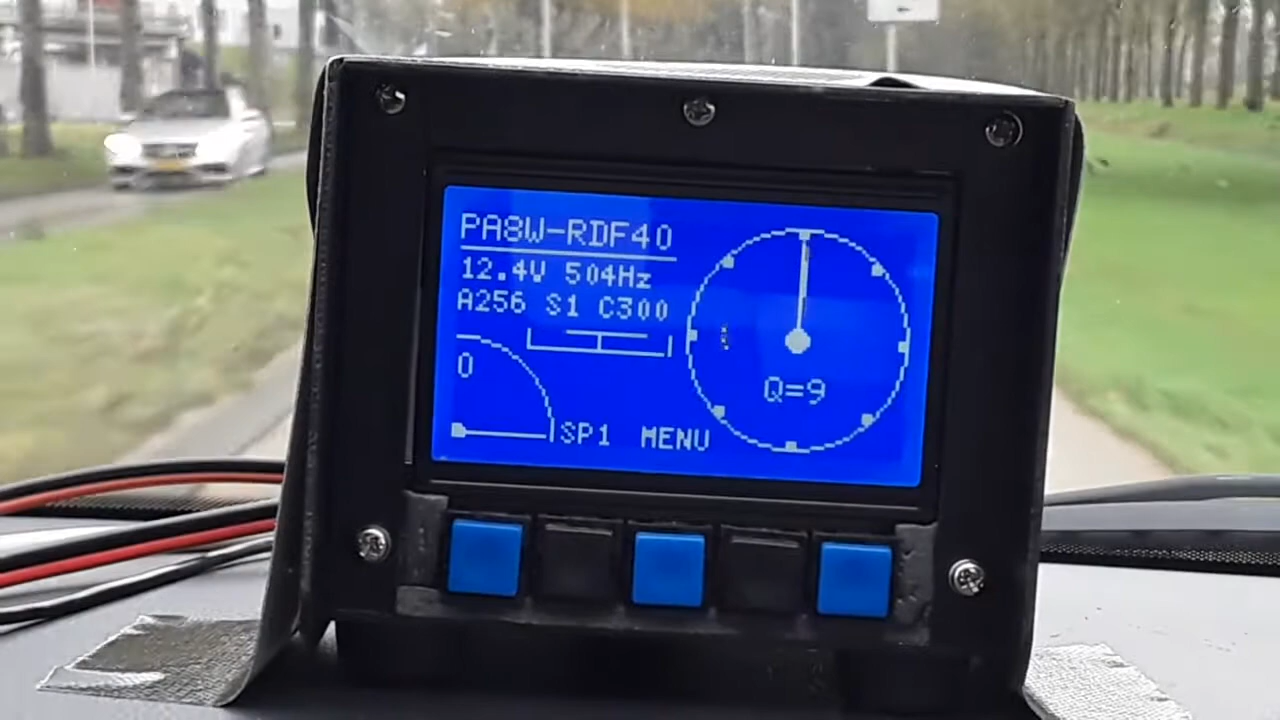 PA8W-RDF40
12.4V 504Hz
A256 S1 C300
0
Q=9
SP1 MENU